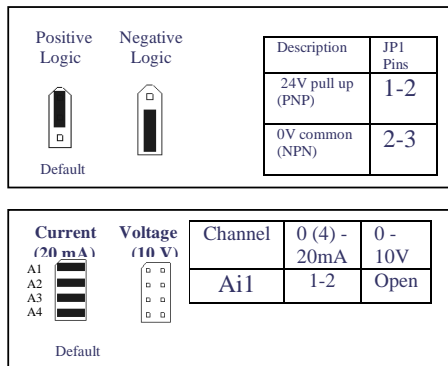 Positive Logic
Negative Logic
Default
Description JP1 Pins
24V pull up (PNP) 1-2
0V common (NPN) 2-3
Current (20 mA)
Voltage (10 V)
A1
A2
A3
A4
Default
Channel 0 (4) - 20mA 0 - 10V
Ai1 1-2 Open